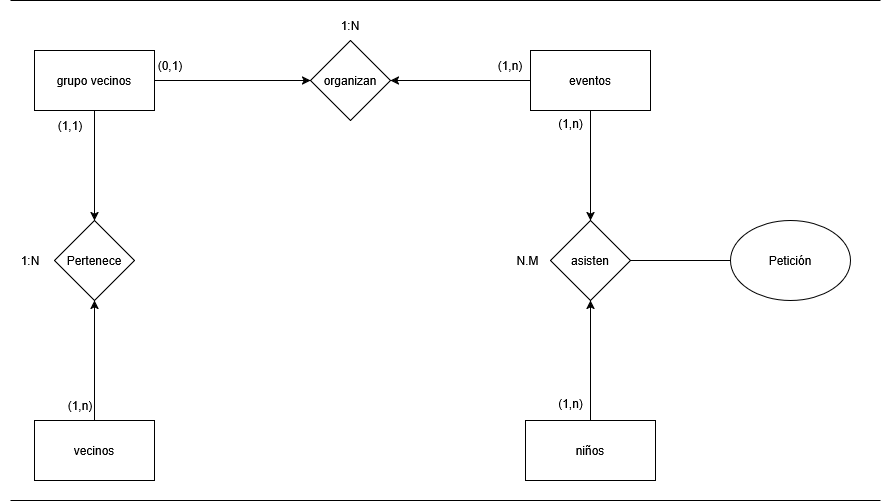 1:N
grupo vecinos
(0,1)
organizan
(1,n)
eventos
(1,1)
(1,n)
1:N
Pertenece
N.M
asisten
Petición
(1,n)
(1,n)
vecinos
niños